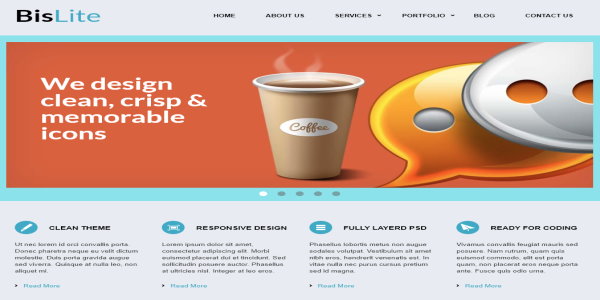 BisLite
HOME ABOUT US SERVICES PORTFOLIO BLOG CONTACT US
We design
clean, crisp &
memorable
icons
Coffee
CLEAN THEME
Ut nec lorem id orci convallis porta.
Donec pharetra neque eu velit dictum
molestie. Duis porta gravida augue
sed viverra. Quisque at nulla leo, non
aliquet mi.
Read More
RESPONSIVE DESIGN
Lorem ipsum dolor sit amet,
consectetur adipiscing elit. Morbi
euismod placerat dui et tincidunt. Sed
sollicitudin posuere auctor. Phasellus
at ultricies nisl. Integer at leo eros.
Read More
FULLY LAYERD PSD
Phasellus lobortis metus non augue
sodales volutpat. Vestibulum sit amet
nibh eros, hendrerit venenatis est. In
vitae nulla nec purus cursus pretium
sed id magna.
Read More
READY FOR CODING
Vivamus convallis feugiat mauris sed
posuere. Nam rutrum, quam quis
euismod commodo, elit est porta
quam, non placerat eros neque porta
ante. Fusce quis odio urna.
Read More